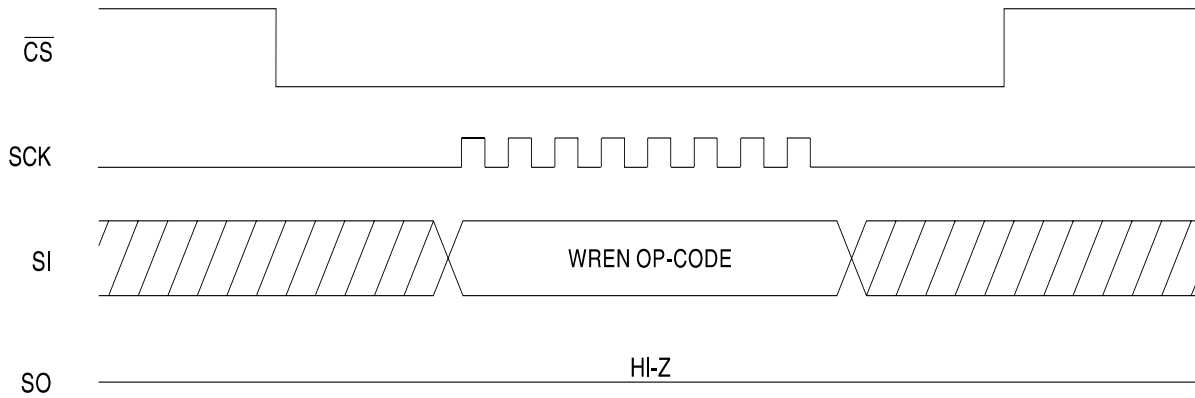 CS
SCK
SI
WREN OP-CODE
HI-Z
SO